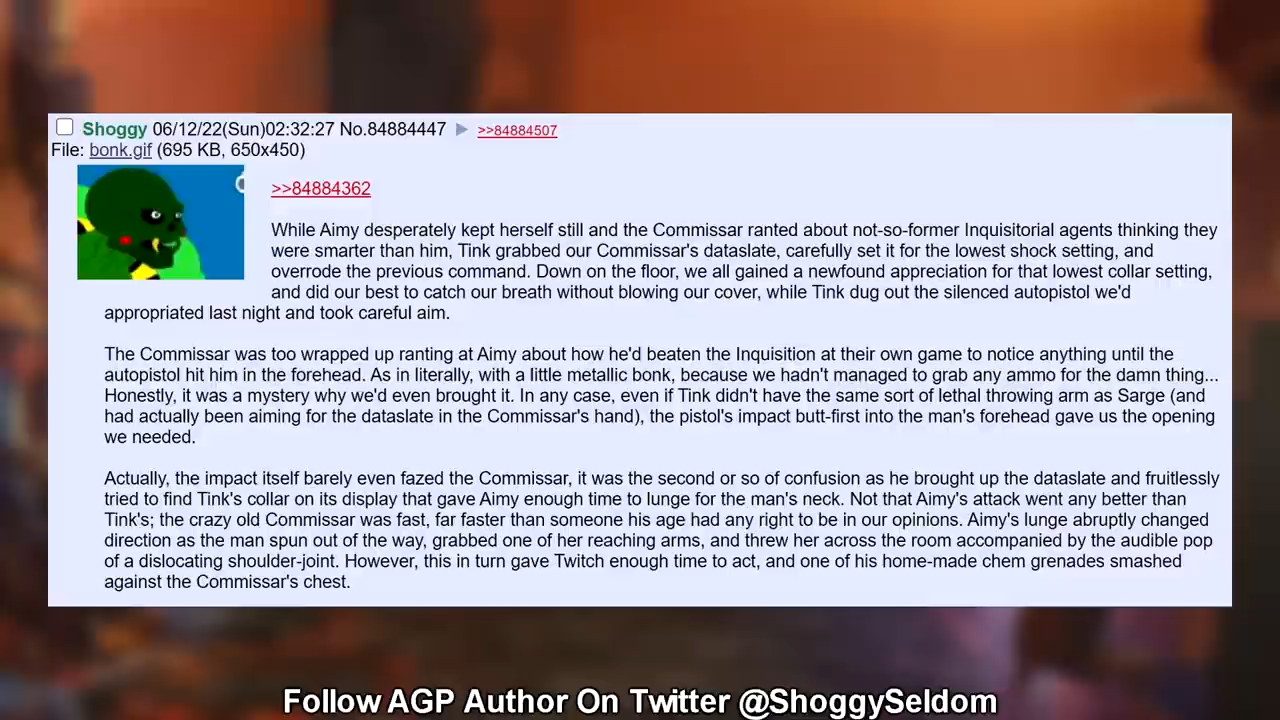 Shoggy 06/12/22(Sun)02:32:27 No.84884447 ▶ >>84884507
File: bonk.gif (695 KB, 650x450)
>>84884362
While Aimy desperately kept herself still and the Commissar ranted about not-so-former Inquisitorial agents thinking they
were smarter than him, Tink grabbed our Commissar's dataslate, carefully set it for the lowest shock setting, and
overrode the previous command. Down on the floor, we all gained a newfound appreciation for that lowest collar setting,
and did our best to catch our breath without blowing our cover, while Tink dug out the silenced autopistol we'd
appropriated last night and took careful aim.
The Commissar was too wrapped up ranting at Aimy about how he'd beaten the Inquisition at their own game to notice anything until the
autopistol hit him in the forehead. As in literally, with a little metallic bonk, because we hadn't managed to grab any ammo for the damn thing...
Honestly, it was a mystery why we'd even brought it. In any case, even if Tink didn't have the same sort of lethal throwing arm as Sarge (and
had actually been aiming for the dataslate in the Commissar's hand), the pistol's impact butt-first into the man's forehead gave us the opening
we needed.
Actually, the impact itself barely even fazed the Commissar, it was the second or so of confusion as he brought up the dataslate and fruitlessly
tried to find Tink's collar on its display that gave Aimy enough time to lunge for the man's neck. Not that Aimy's attack went any better than
Tink's; the crazy old Commissar was fast, far faster than someone his age had any right to be in our opinions. Aimy's lunge abruptly changed
direction as the man spun out of the way, grabbed one of her reaching arms, and threw her across the room accompanied by the audible pop
of a dislocating shoulder-joint. However, this in turn gave Twitch enough time to act, and one of his home-made chem grenades smashed
against the Commissar's chest.
Follow AGP Author On Twitter @ShoggySeldom